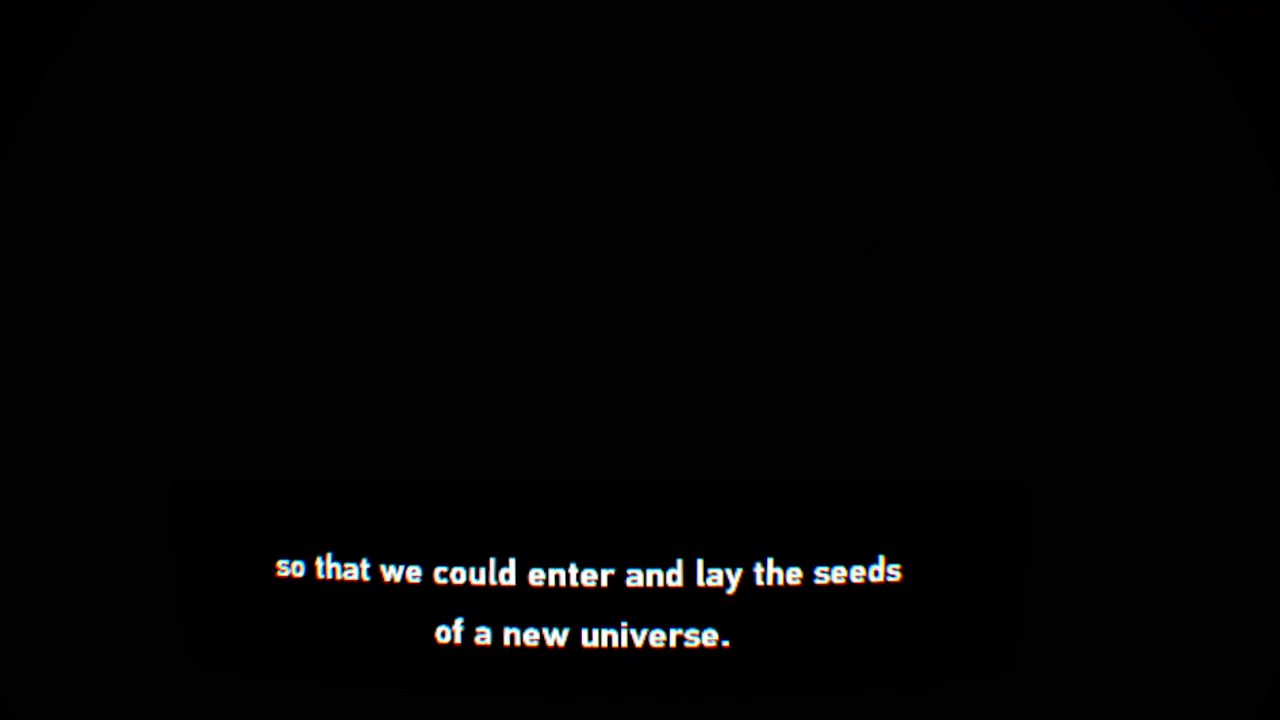 so that we could enter and lay the seeds
of a new universe.